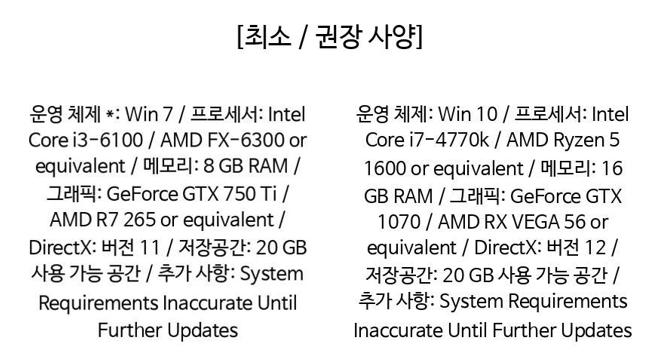 [최소 / 권장 사양]
운영 체제 *: Win 7 / 프로세서: Intel
Core i3-6100 / AMD FX-6300 or
equivalent / 메모리: 8 GB RAM /
그래픽: GeForce GTX 750 Ti /
AMD R7 265 or equivalent /
DirectX: 버전 11 / 저장공간: 20 GB
사용 가능 공간 / 추가 사항: System
Requirements Inaccurate Until
Further Updates
운영 체제: Win 10 / 프로세서: Intel
Core i7-4770k / AMD Ryzen 5
1600 or equivalent / 메모리: 16
GB RAM / 그래픽: GeForce GTX
1070 / AMD RX VEGA 56 or
equivalent / DirectX: 버전 12 /
저장공간: 20 GB 사용 가능 공간 /
추가 사항: System Requirements
Inaccurate Until Further Updates